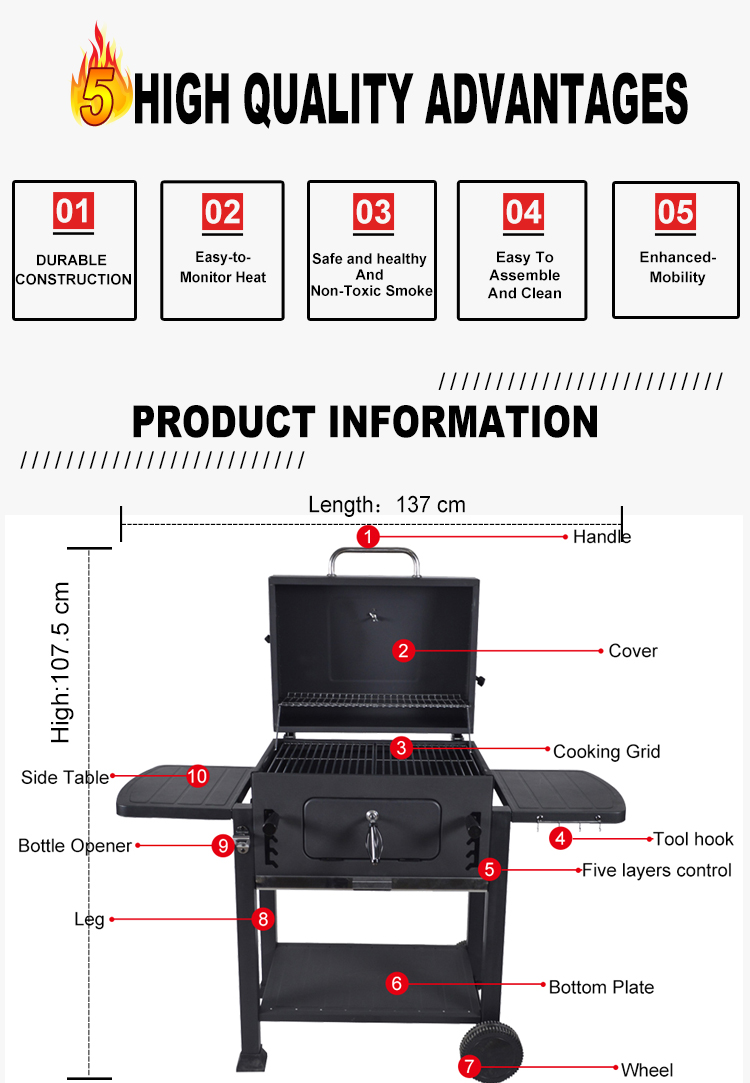 5 HIGH QUALITY ADVANTAGES
01
DURABLE
CONSTRUCTION
02
Easy-to-
Monitor Heat
03
Safe and healthy
And
Non-Toxic Smoke
04
Easy To
Assemble
And Clean
05
Enhanced-
Mobility
////////////////////////
PRODUCT INFORMATION
////////////////////////
Length: 137 cm
High:107.5 cm
1 Handle
2 Cover
3 Cooking Grid
Side Table 10
4 Tool hook
Bottle Opener 9
5 Five layers control
Leg 8
6 Bottom Plate
7 Wheel